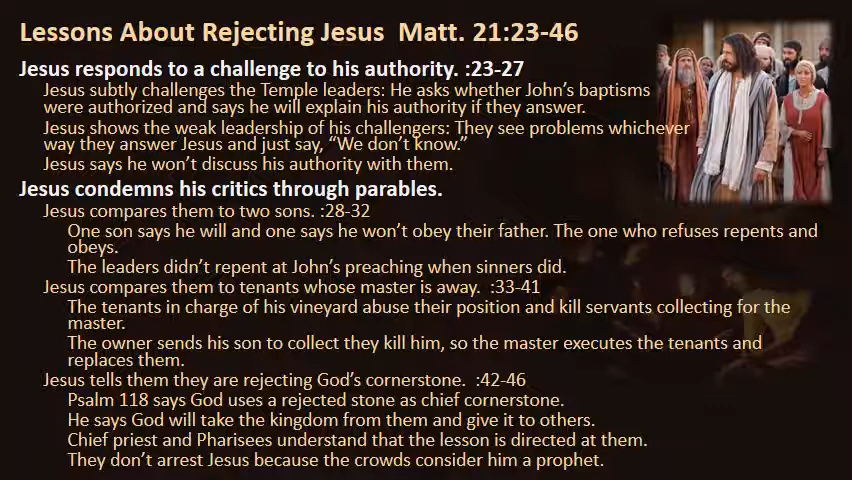 Lessons About Rejecting Jesus  Matt. 21:23-46
Jesus responds to a challenge to his authority. :23-27
Jesus subtly challenges the Temple leaders: He asks whether John’s baptisms
were authorized and says he will explain his authority if they answer.
Jesus shows the weak leadership of his challengers: They see problems whichever
way they answer Jesus and just say, “We don’t know.”
Jesus says he won’t discuss his authority with them.
Jesus condemns his critics through parables.
Jesus compares them to two sons. :28-32
One son says he will and one says he won’t obey their father. The one who refuses repents and
obeys.
The leaders didn’t repent at John’s preaching when sinners did.
Jesus compares them to tenants whose master is away.  :33-41
The tenants in charge of his vineyard abuse their position and kill servants collecting for the
master.
The owner sends his son to collect they kill him, so the master executes the tenants and
replaces them.
Jesus tells them they are rejecting God’s cornerstone.  :42-46
Psalm 118 says God uses a rejected stone as chief cornerstone.
He says God will take the kingdom from them and give it to others.
Chief priest and Pharisees understand that the lesson is directed at them.
They don’t arrest Jesus because the crowds consider him a prophet.